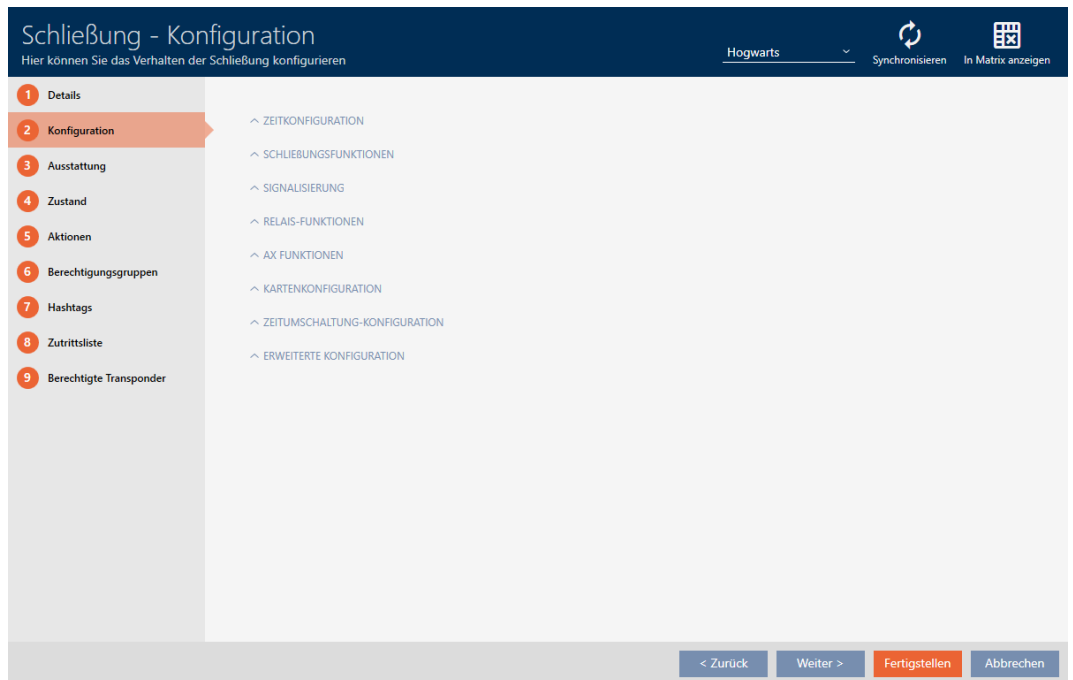 Schließung - Konfiguration
Hier können Sie das Verhalten der Schließung konfigurieren
Hogwarts
Synchronisieren
In Matrix anzeigen
1 Details
2 Konfiguration
3 Ausstattung
4 Zustand
5 Aktionen
6 Berechtigungsgruppen
7 Hashtags
8 Zutrittsliste
9 Berechtigte Transponder
ZEITKONFIGURATION
SCHLIEßUNGSFUNKTIONEN
SIGNALISIERUNG
RELAIS-FUNKTIONEN
AX FUNKTIONEN
KARTENKONFIGURATION
ZEITUMSCHALTUNG-KONFIGURATION
ERWEITERTE KONFIGURATION
< Zurück
Weiter >
Fertigstellen
Abbrechen